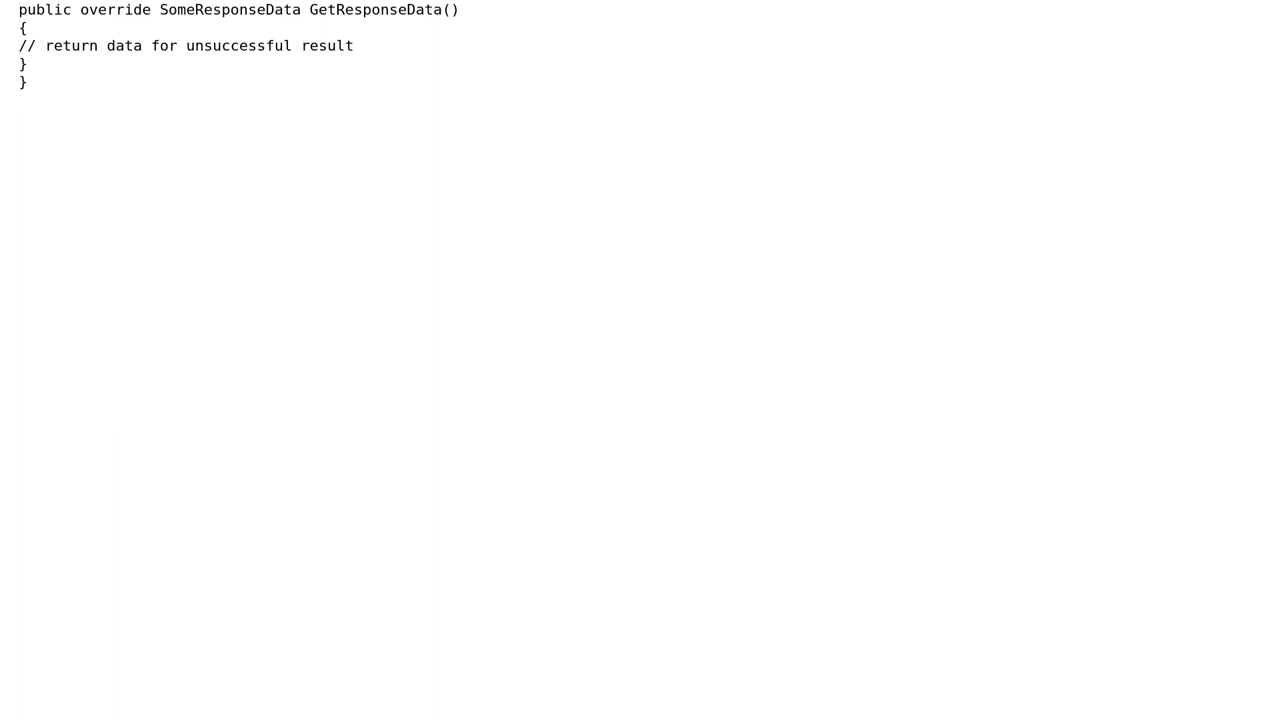 public override SomeResponseData GetResponseData()
{
// return data for unsuccessful result
}
}